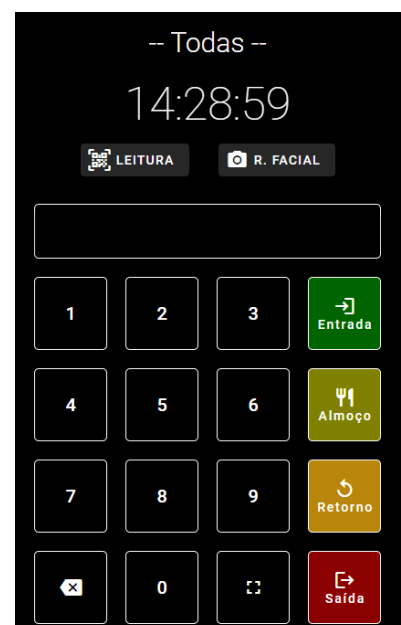 -- Todas --
14:28:59
LEITURA R. FACIAL
1 2 3 Entrada
4 5 6 Almoço
7 8 9 Retorno
0 Saída